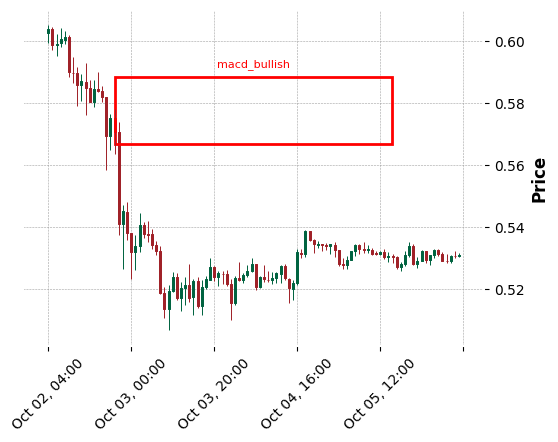 macd_bullish
0.60
0.58
0.56
0.54
0.52
Price
Oct 02, 04:00
Oct 03, 00:00
Oct 03, 20:00
Oct 04, 16:00
Oct 05, 12:00